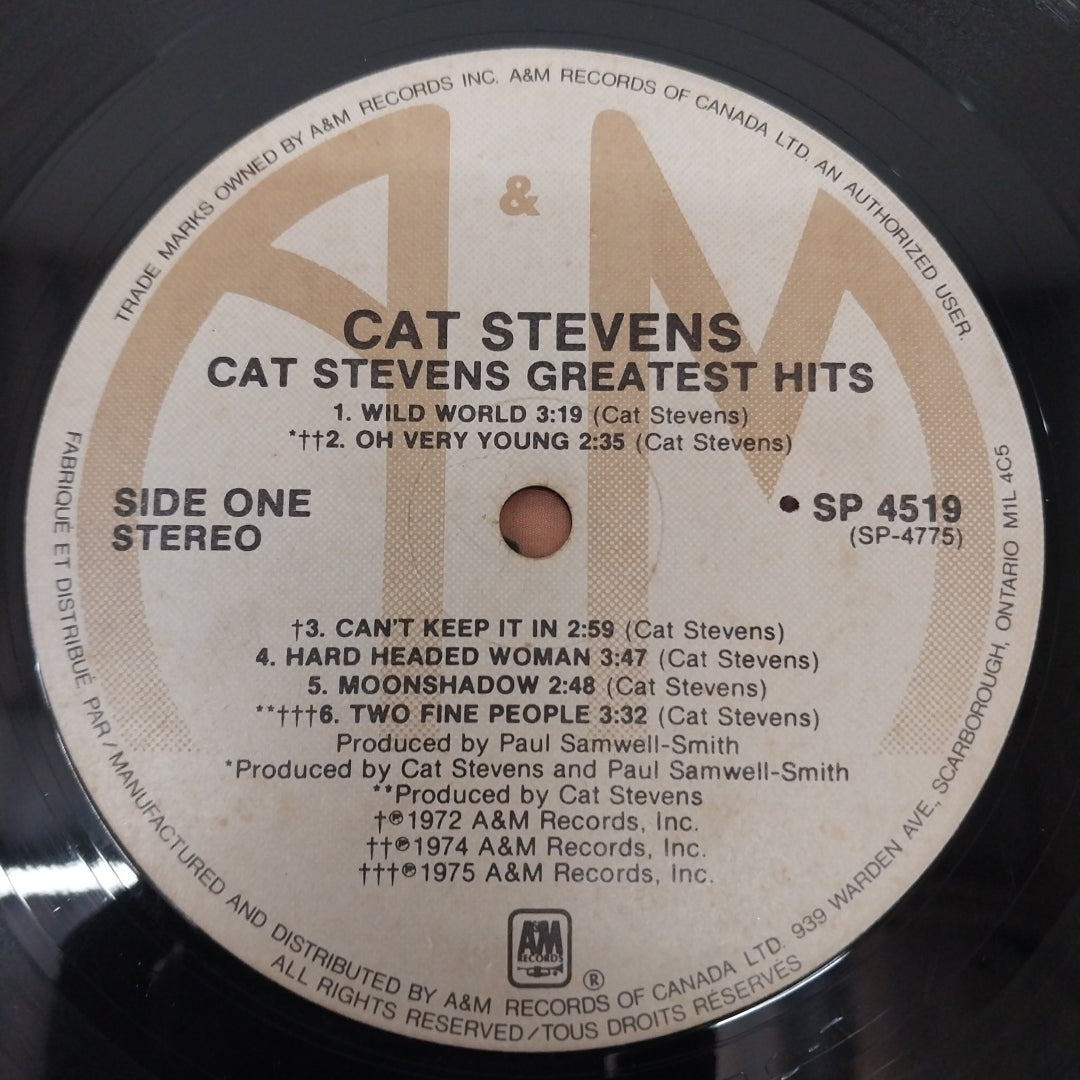 TRADE MARKS OWNED BY A&M RECORDS INC. A&M RECORDS OF CANADA LTD. AN AUTHORIZED USER.
A & M
CAT STEVENS
CAT STEVENS GREATEST HITS
1. WILD WORLD 3:19 (Cat Stevens)
*††2. OH VERY YOUNG 2:35 (Cat Stevens)
SIDE ONE
STEREO
SP 4519
(SP-4775)
†3. CAN'T KEEP IT IN 2:59 (Cat Stevens)
4. HARD HEADED WOMAN 3:47 (Cat Stevens)
5. MOONSHADOW 2:48 (Cat Stevens)
**†††6. TWO FINE PEOPLE 3:32 (Cat Stevens)
Produced by Paul Samwell-Smith
*Produced by Cat Stevens and Paul Samwell-Smith
**Produced by Cat Stevens
†℗1972 A&M Records, Inc.
††℗1974 A&M Records, Inc.
†††℗1975 A&M Records, Inc.
A&M
RECORDS
®
FABRIQUÉ ET DISTRIBUÉ PAR/MANUFACTURED AND DISTRIBUTED BY A&M RECORDS OF CANADA LTD. 939 WARDEN AVE., SCARBOROUGH, ONTARIO M1L 4C5
ALL RIGHTS RESERVED/TOUS DROITS RÉSERVÉS